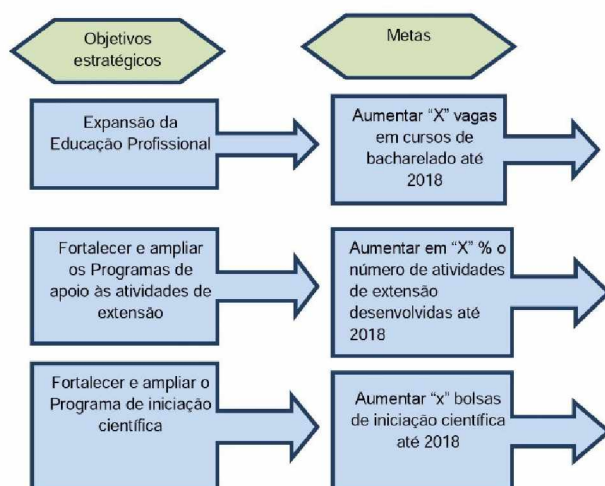 Objetivos
estratégicos
Metas
Expansão da
Educação Profissional
Aumentar “X” vagas
em cursos de
bacharelado até
2018
Fortalecer e ampliar
os Programas de
apoio às atividades de
extensão
Aumentar em “X” % o
número de atividades
de extensão
desenvolvidas até
2018
Fortalecer e ampliar o
Programa de iniciação
científica
Aumentar “x” bolsas
de iniciação científica
até 2018